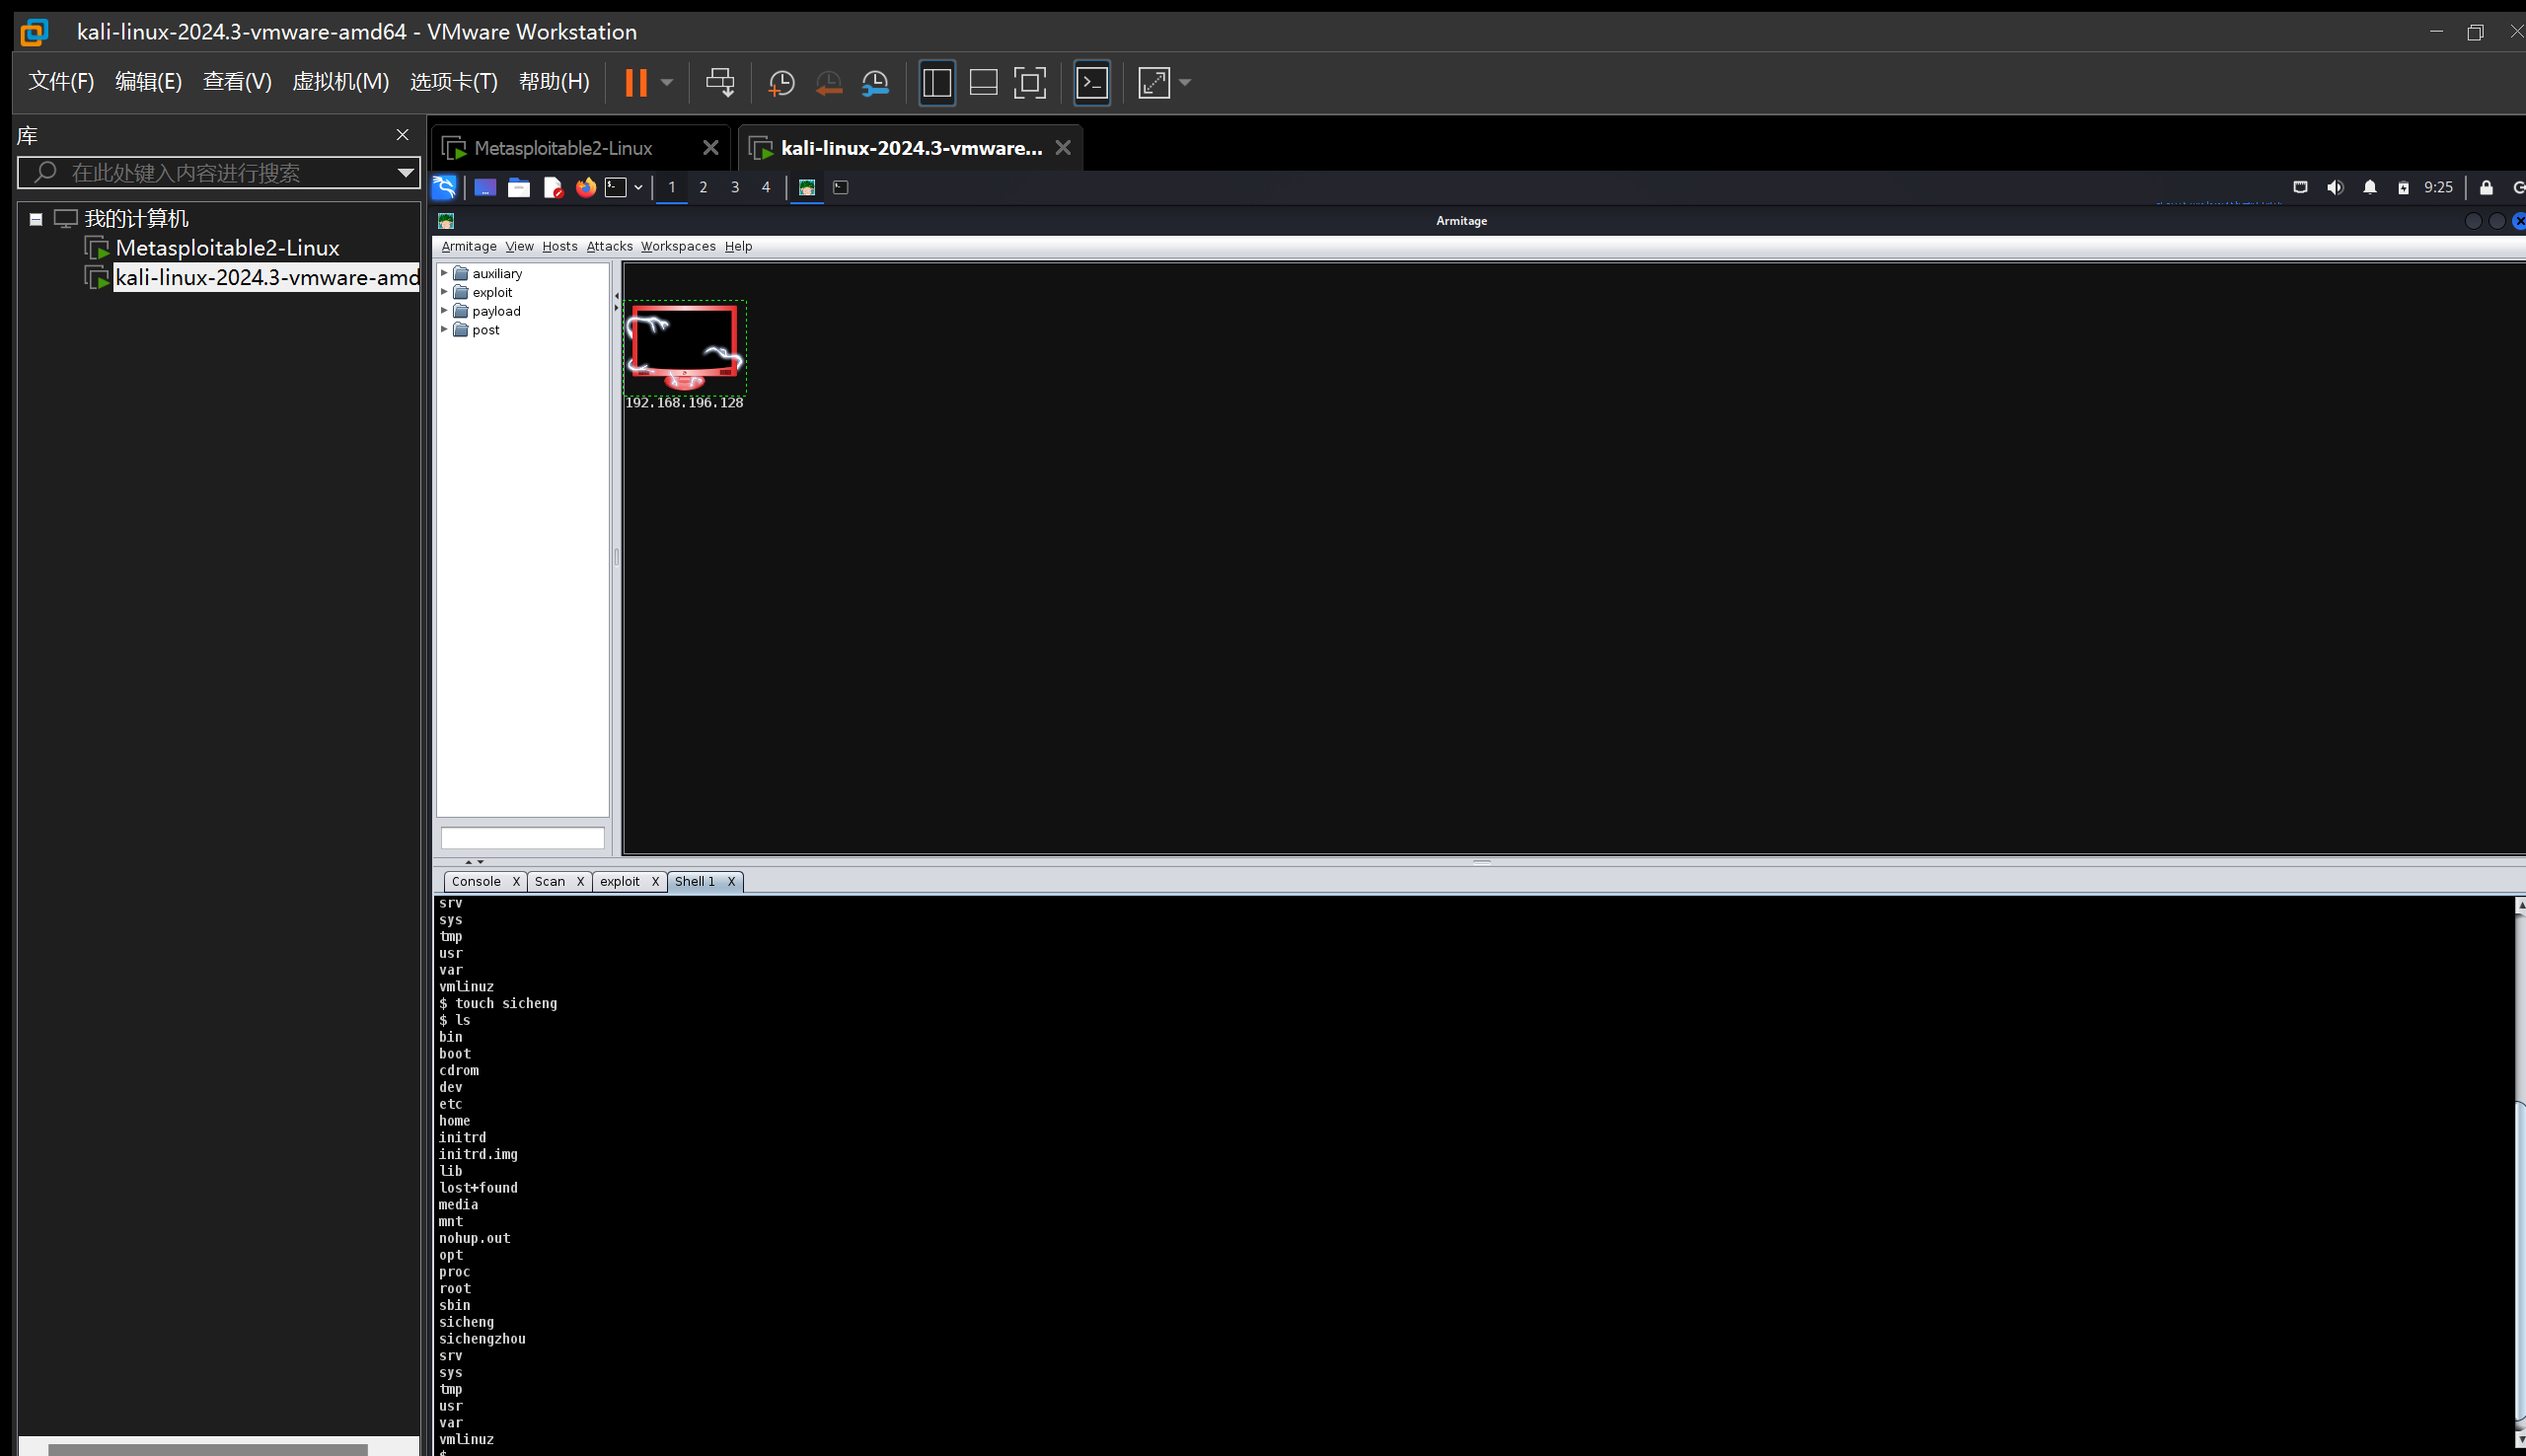 kali-linux-2024.3-vmware-amd64 - VMware Workstation
文件(F) 编辑(E) 查看(V) 虚拟机(M) 选项卡(T) 帮助(H)
库
在此处键入内容进行搜索
我的计算机
Metasploitable2-Linux
kali-linux-2024.3-vmware-amd
Metasploitable2-Linux kali-linux-2024.3-vmware...
1 2 3 4 9:25
Armitage
Armitage View Hosts Attacks Workspaces Help
auxiliary
exploit
payload
post
192.168.196.128
Console X Scan X exploit X Shell 1 X
srv
sys
tmp
usr
var
vmlinuz
$ touch sicheng
$ ls
bin
boot
cdrom
dev
etc
home
initrd
initrd.img
lib
lost+found
media
mnt
nohup.out
opt
proc
root
sbin
sicheng
sichengzhou
srv
sys
tmp
usr
var
vmlinuz
$